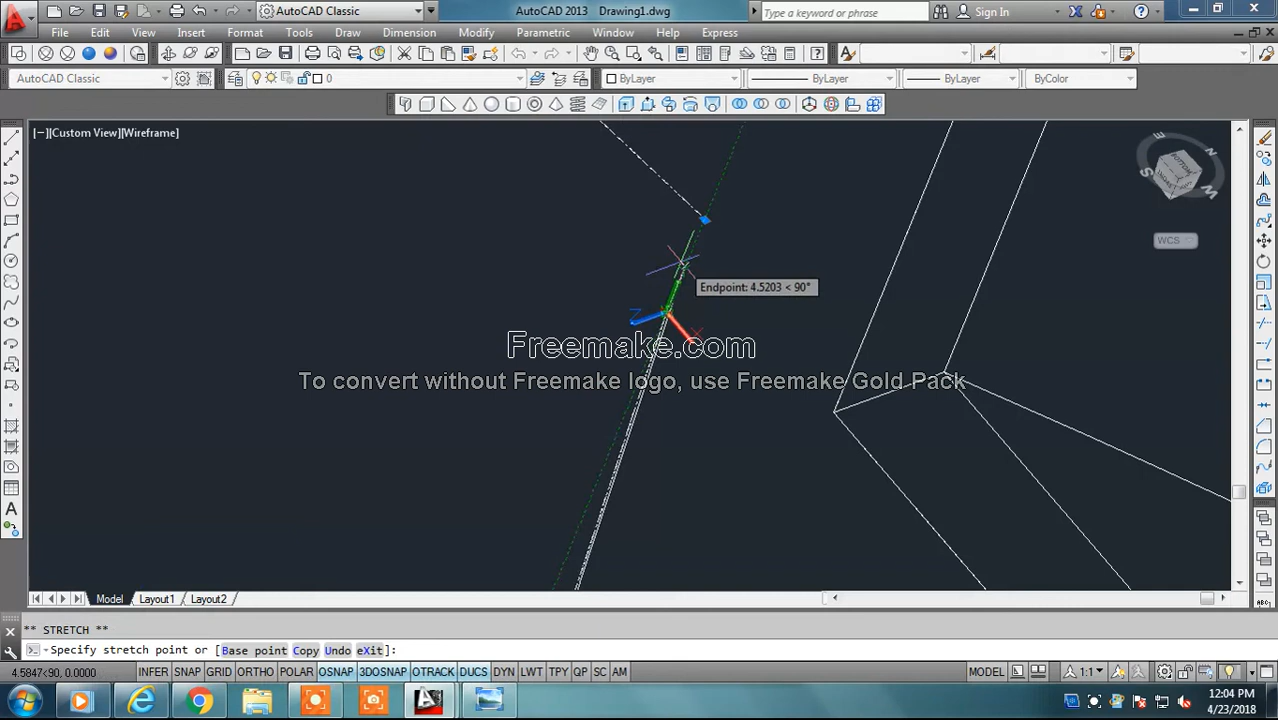 AutoCAD Classic
AutoCAD 2013 Drawing1.dwg
Type a keyword or phrase
Sign In
File Edit View Insert Format Tools Draw Dimension Modify Parametric Window Help Express
AutoCAD Classic
0
ByLayer
ByLayer
ByLayer
ByColor
[−][Custom View][Wireframe]
E
N
S
W
BOTTOM
WCS
Endpoint: 4.5203 < 90°
Z
X
Freemake.com
To convert without Freemake logo, use Freemake Gold Pack
A
Model Layout1 Layout2
** STRETCH **
Specify stretch point or [Base point Copy Undo eXit]:
4.5847<90, 0.0000
INFER SNAP GRID ORTHO POLAR OSNAP 3DOSNAP OTRACK DUCS DYN LWT TPY QP SC AM
MODEL
1:1
12:04 PM
4/23/2018